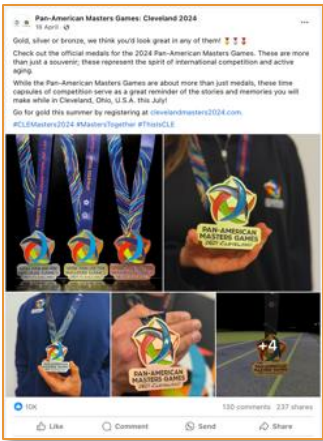 Pan-American Masters Games: Cleveland 2024
19 April
Gold, silver or bronze, we think you'd look great in any of them! 🥇🥈🥉
Check out the official medals for the 2024 Pan-American Masters Games. These are more
than just a souvenir; these represent the spirit of international competition and active
aging.
While the Pan-American Masters Games are about more than just medals, these time
capsules of competition serve as a great reminder of the stories and memories you will
make while in Cleveland, Ohio, U.S.A. this July!
Go for gold this summer by registering at clevelandmasters2024.com.
#CLEMasters2024 #MastersTogether #ThisIsCLE
PAN-AMERICAN
MASTERS GAMES
PAN-AMERICAN
MASTERS GAMES
+4
10K
130 comments 237 shares
Like Comment Send Share